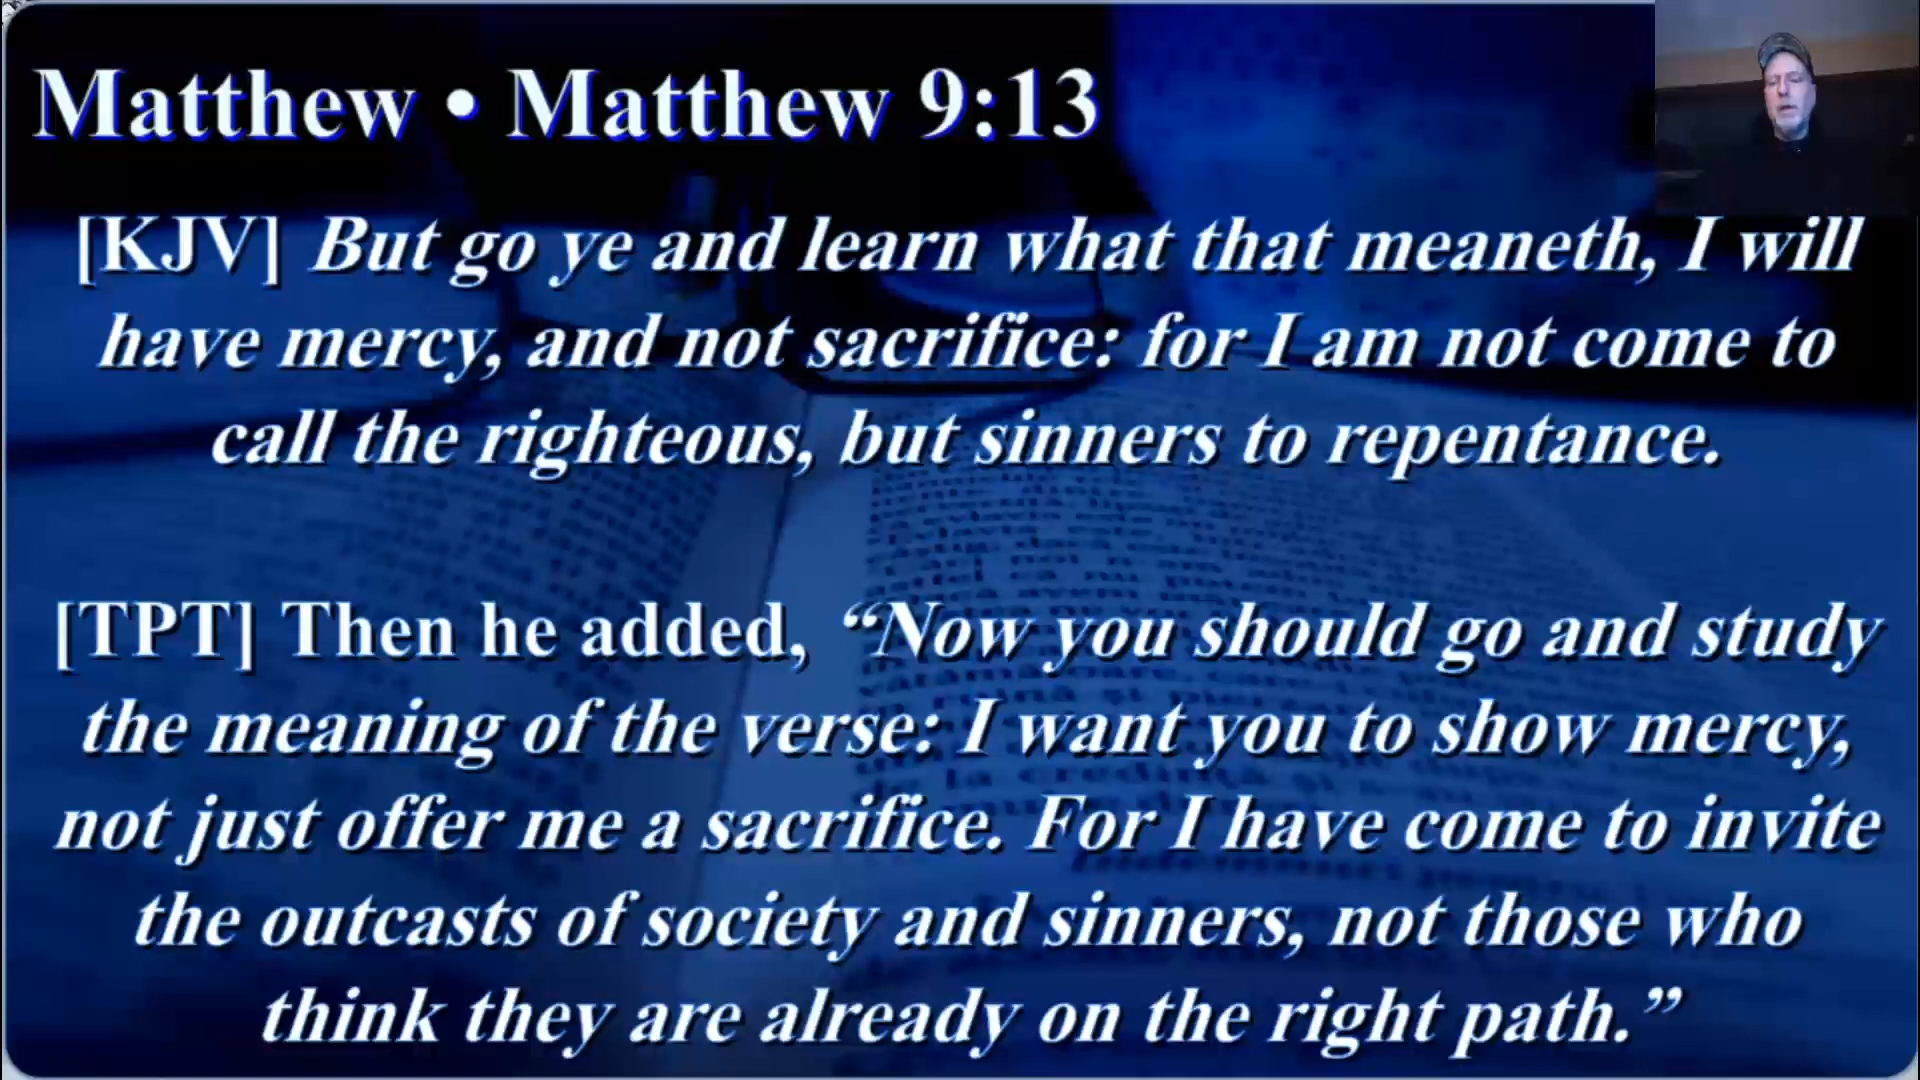 Matthew • Matthew 9:13
[KJV] But go ye and learn what that meaneth, I will
have mercy, and not sacrifice: for I am not come to
call the righteous, but sinners to repentance.
[TPT] Then he added, “Now you should go and study
the meaning of the verse: I want you to show mercy,
not just offer me a sacrifice. For I have come to invite
the outcasts of society and sinners, not those who
think they are already on the right path.”